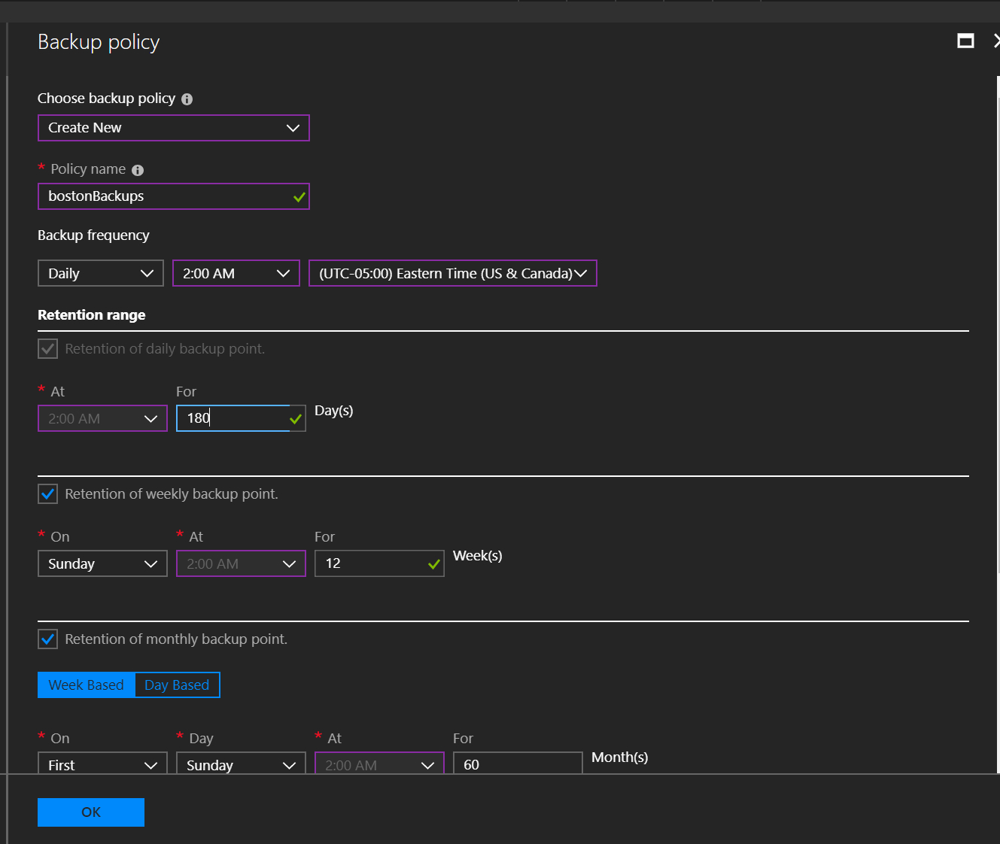 Backup policy
Choose backup policy
Create New
* Policy name
bostonBackups
Backup frequency
Daily 2:00 AM (UTC-05:00) Eastern Time (US & Canada)
Retention range
Retention of daily backup point.
* At For
2:00 AM 180 Day(s)
Retention of weekly backup point.
* On * At For
Sunday 2:00 AM 12 Week(s)
Retention of monthly backup point.
Week Based Day Based
* On * Day * At For
First Sunday 2:00 AM 60 Month(s)
OK